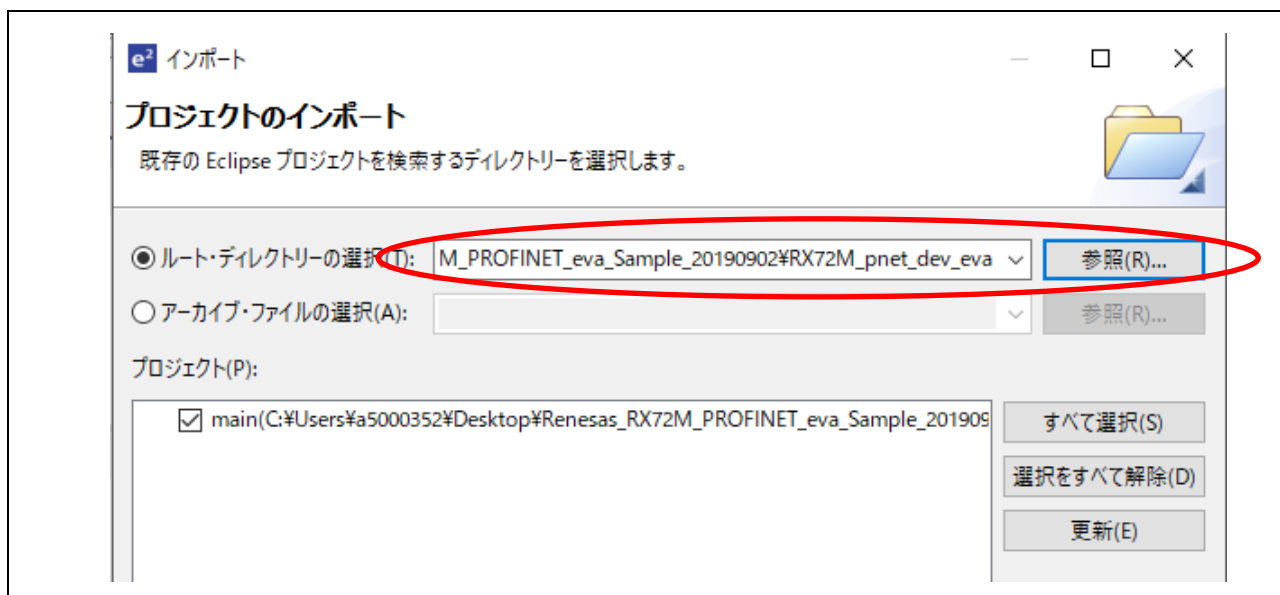 e² インポート
プロジェクトのインポート
既存の Eclipse プロジェクトを検索するディレクトリーを選択します。
ルート・ディレクトリーの選択(T): M_PROFINET_eva_Sample_20190902¥RX72M_pnet_dev_eva 参照(R)...
アーカイブ・ファイルの選択(A): 参照(R)...
プロジェクト(P):
main(C:¥Users¥a5000352¥Desktop¥Renesas_RX72M_PROFINET_eva_Sample_201909 すべて選択(S)
選択をすべて解除(D)
更新(E)